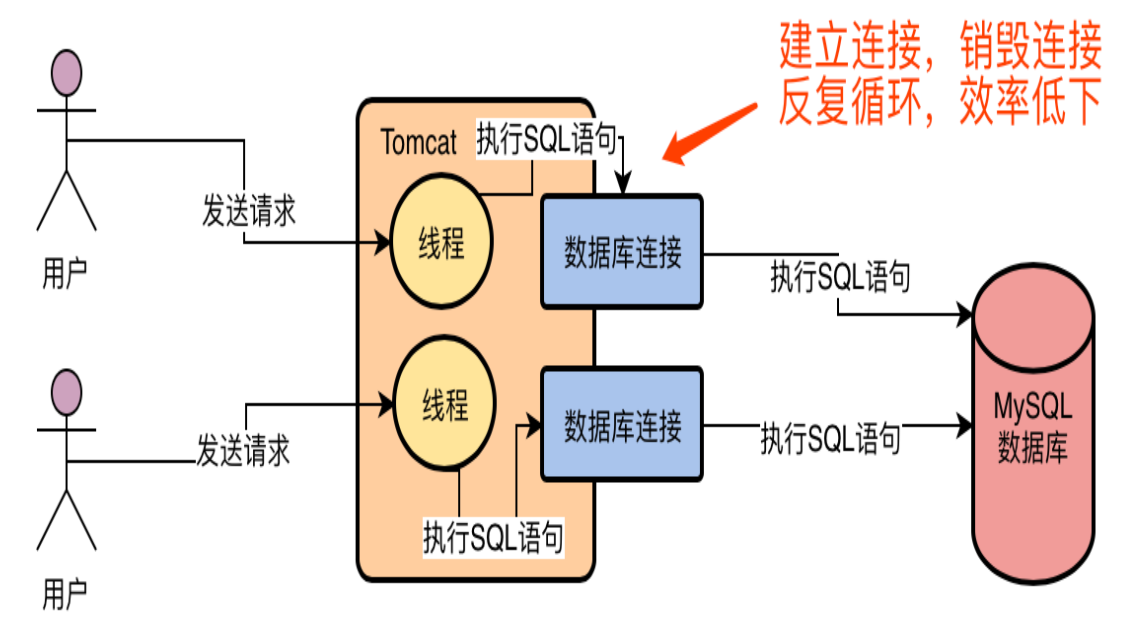 建立连接，销毁连接
反复循环，效率低下
Tomcat
执行SQL语句
发送请求
线程
数据库连接
执行SQL语句
用户
线程
数据库连接
MySQL
数据库
发送请求
执行SQL语句
执行SQL语句
用户